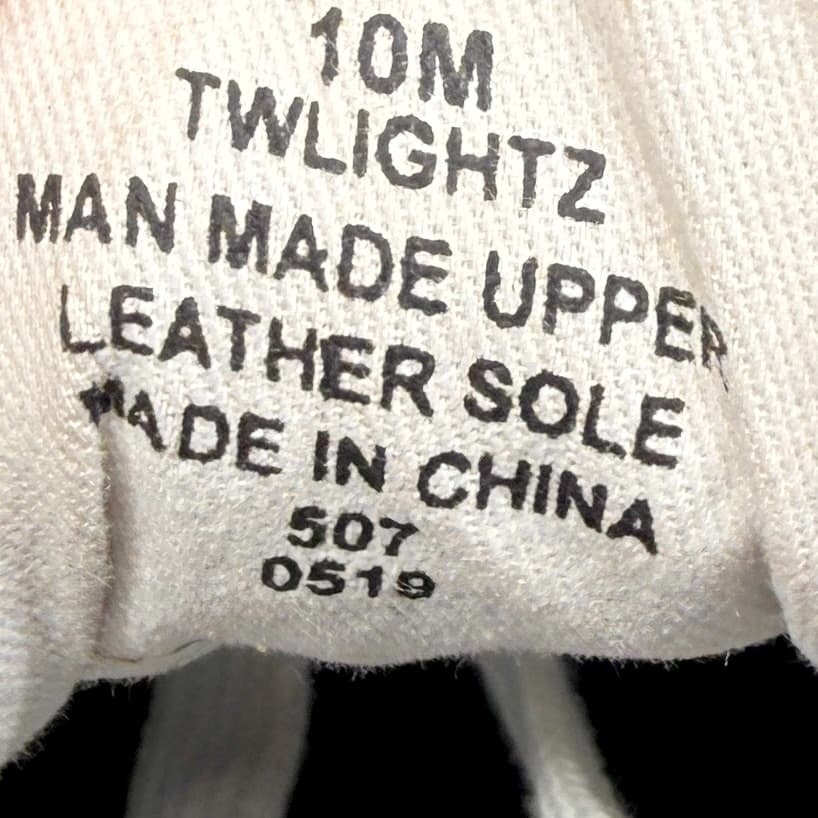 10M
TWLIGHTZ
MAN MADE UPPER
LEATHER SOLE
MADE IN CHINA
507
0519